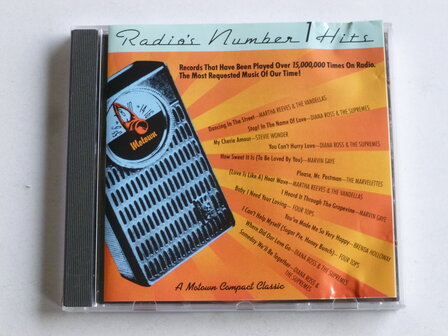 Radio's Number 1 Hits
Records That Have Been Played Over 15,000,000 Times On Radio.
The Most Requested Music Of Our Time!
Motown
Dancing In The Street—MARTHA REEVES & THE VANDELLAS
Stop! In The Name Of Love—DIANA ROSS & THE SUPREMES
My Cherie Amour—STEVIE WONDER
You Can't Hurry Love—DIANA ROSS & THE SUPREMES
How Sweet It Is (To Be Loved By You)—MARVIN GAYE
Please, Mr. Postman—THE MARVELETTES
(Love Is Like A) Heat Wave—MARTHA REEVES & THE VANDELLAS
I Heard It Through The Grapevine—MARVIN GAYE
Baby I Need Your Loving—FOUR TOPS
You've Made Me So Very Happy—BRENDA HOLLOWAY
I Can't Help Myself (Sugar Pie, Honey Bunch)—FOUR TOPS
Where Did Our Love Go—DIANA ROSS & THE SUPREMES
Someday We'll Be Together—DIANA ROSS &
THE SUPREMES
A Motown Compact Classic